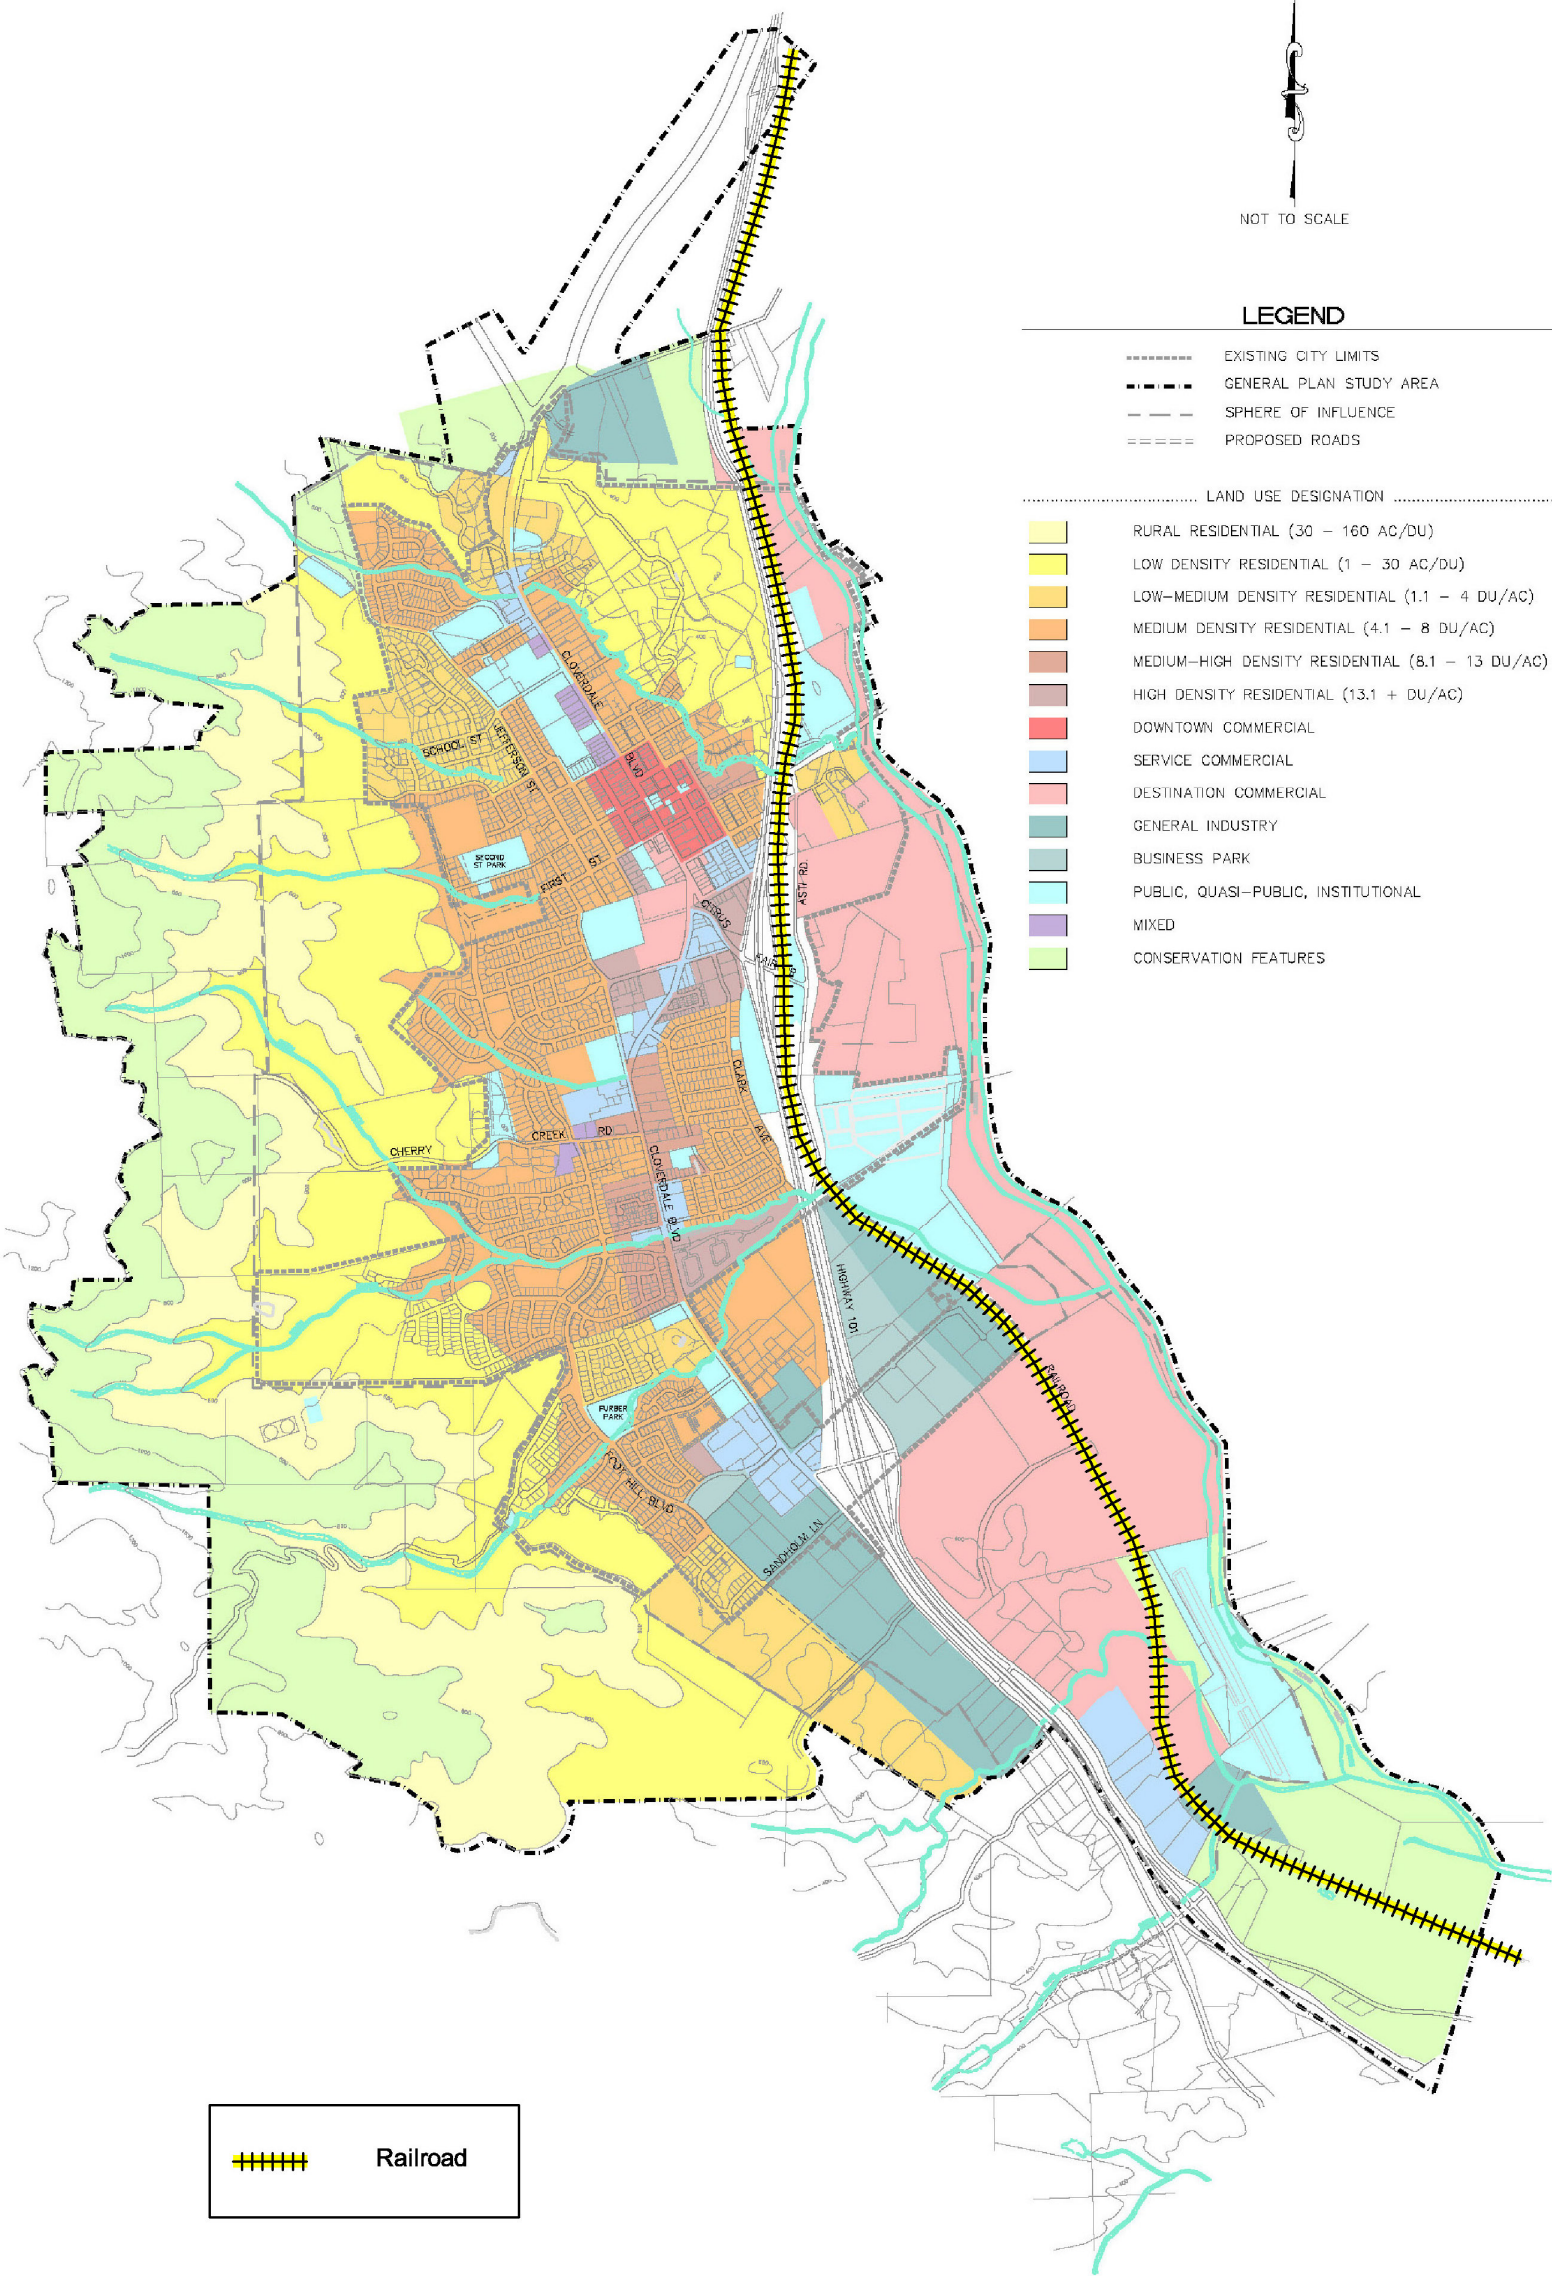 NOT TO SCALE
LEGEND
EXISTING CITY LIMITS
GENERAL PLAN STUDY AREA
SPHERE OF INFLUENCE
PROPOSED ROADS
LAND USE DESIGNATION
RURAL RESIDENTIAL (30 - 160 AC/DU)
LOW DENSITY RESIDENTIAL (1 - 30 AC/DU)
LOW-MEDIUM DENSITY RESIDENTIAL (1.1 - 4 DU/AC)
MEDIUM DENSITY RESIDENTIAL (4.1 - 8 DU/AC)
MEDIUM-HIGH DENSITY RESIDENTIAL (8.1 - 13 DU/AC)
HIGH DENSITY RESIDENTIAL (13.1 + DU/AC)
DOWNTOWN COMMERCIAL
SERVICE COMMERCIAL
DESTINATION COMMERCIAL
GENERAL INDUSTRY
BUSINESS PARK
PUBLIC, QUASI-PUBLIC, INSTITUTIONAL
MIXED
CONSERVATION FEATURES
CLOVERDALE
BLVD
SCHOOL ST
JEFFERSON ST
SECOND
ST PARK
FIRST ST
CITRUS
ASTI RD
CLARK
AVE
CHERRY
CREEK
RD
CLOVERDALE BLVD
HIGHWAY 101
RAILROAD
FURBER
PARK
SANDHOLM LN
Railroad